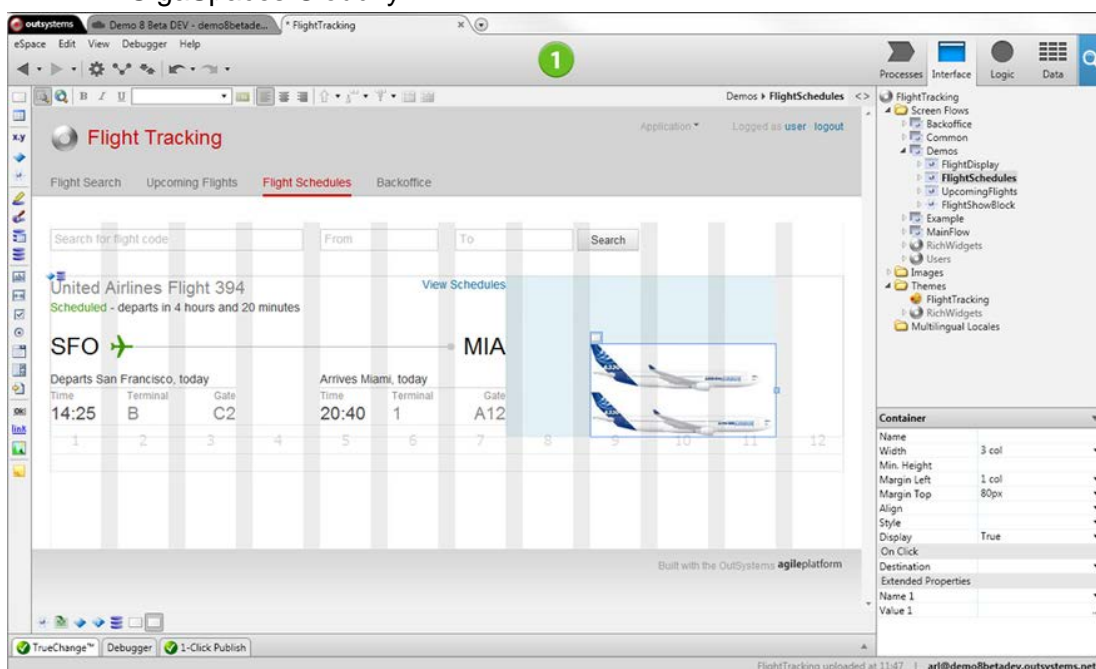 outsystems Demo 8 Beta DEV - demo8betade... * FlightTracking
eSpace Edit View Debugger Help
1
Processes Interface Logic Data
B I U
Demos FlightSchedules <>
x.y
Flight Tracking
Application Logged as user logout
Flight Search Upcoming Flights Flight Schedules Backoffice
Search for flight code From To Search
United Airlines Flight 394 View Schedules
Scheduled - departs in 4 hours and 20 minutes
SFO MIA
Departs San Francisco, today Arrives Miami, today
Time Terminal Gate Time Terminal Gate
14:25 B C2 20:40 1 A12
1 2 3 4 5 6 7 8 9 10 11 12
Built with the OutSystems agileplatform
FlightTracking
Screen Flows
Backoffice
Common
Demos
FlightDisplay
FlightSchedules
UpcomingFlights
FlightShowBlock
Example
MainFlow
RichWidgets
Users
Images
Themes
FlightTracking
RichWidgets
Multilingual Locales
Container
Name
Width 3 col
Min. Height
Margin Left 1 col
Margin Top 80px
Align
Style
Display True
On Click
Destination
Extended Properties
Name 1
Value 1
OK
link
TrueChange™ Debugger 1-Click Publish
FlightTracking uploaded at 11:47 | arl@demo8betadev.outsystems.net